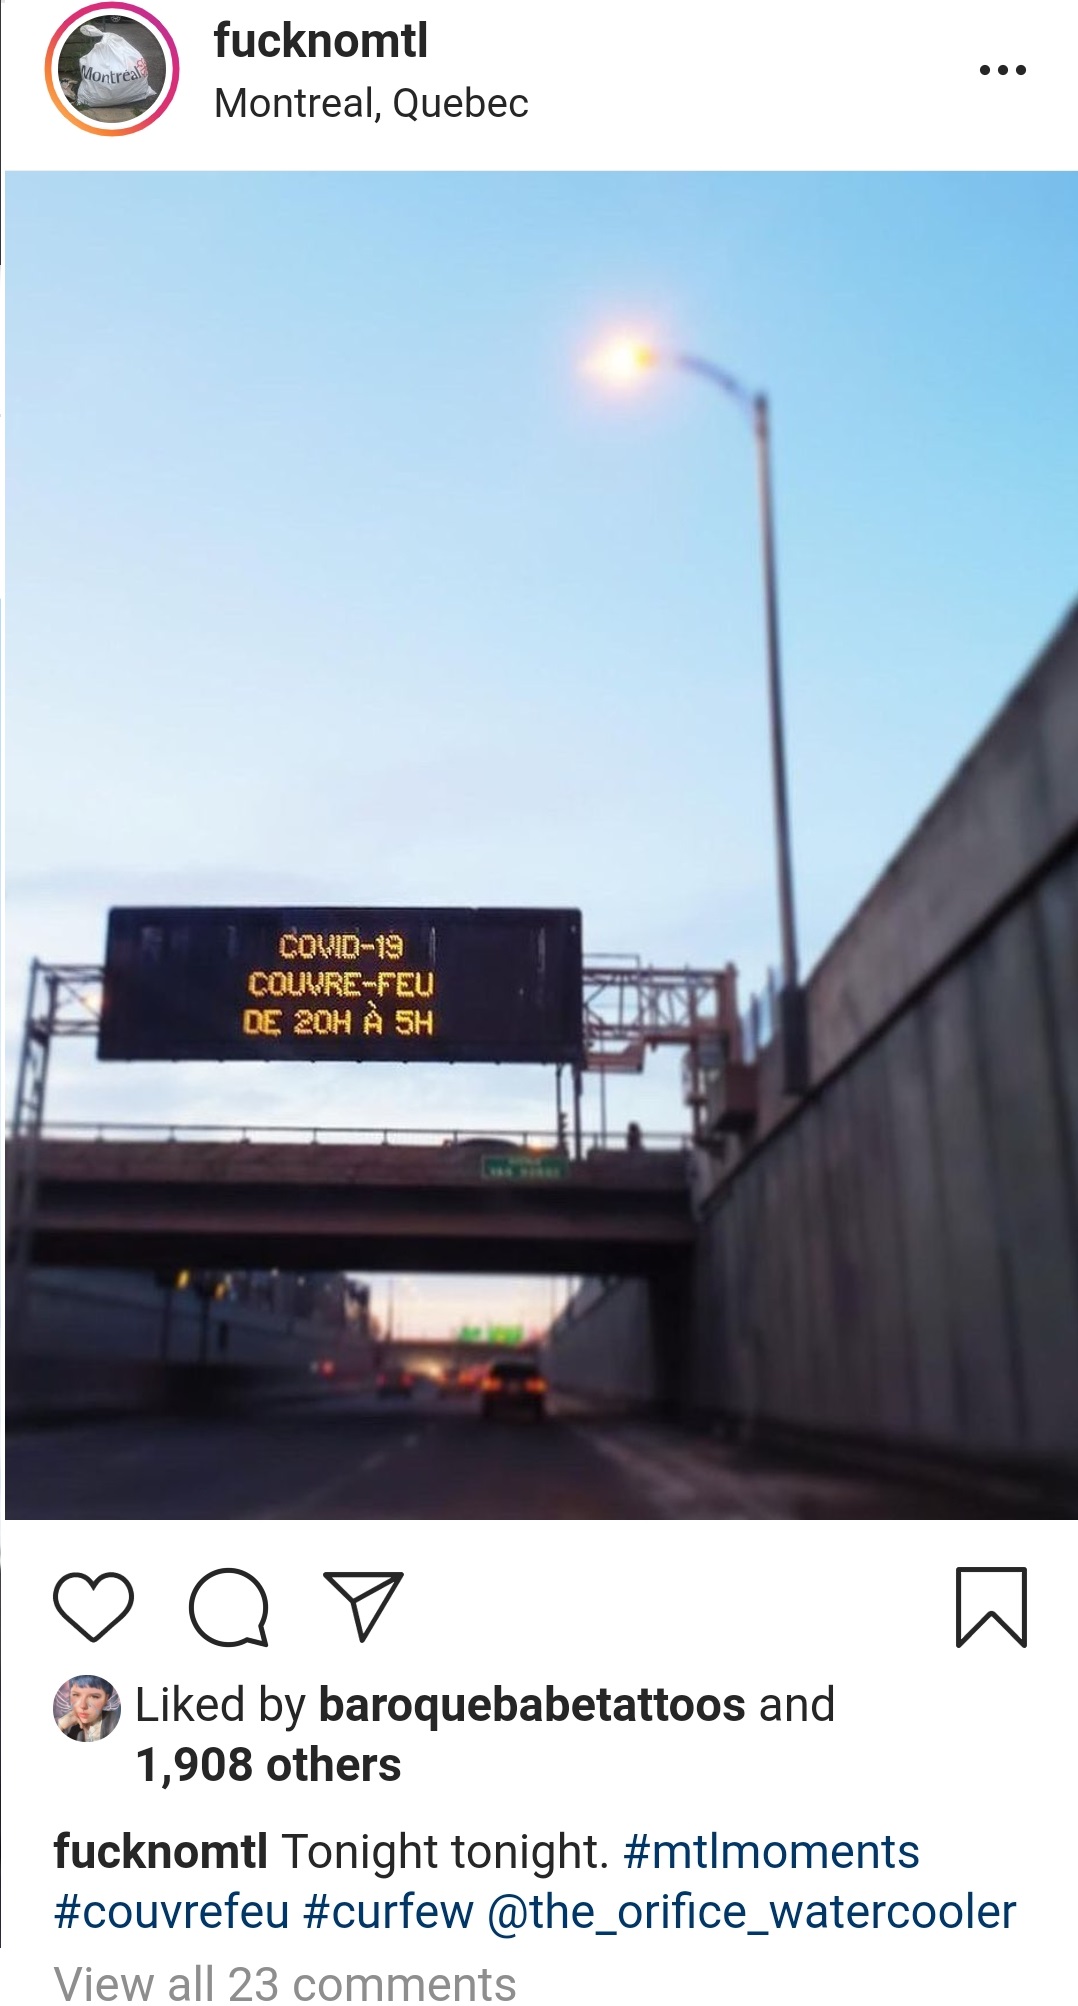 fucknomtl
Montreal, Quebec
Montréal
COVID-19
COUVRE-FEU
DE 20H À 5H
Liked by baroquebabetattoos and
1,908 others
fucknomtl Tonight tonight. #mtlmoments
#couvrefeu #curfew @the_orifice_watercooler
View all 23 comments